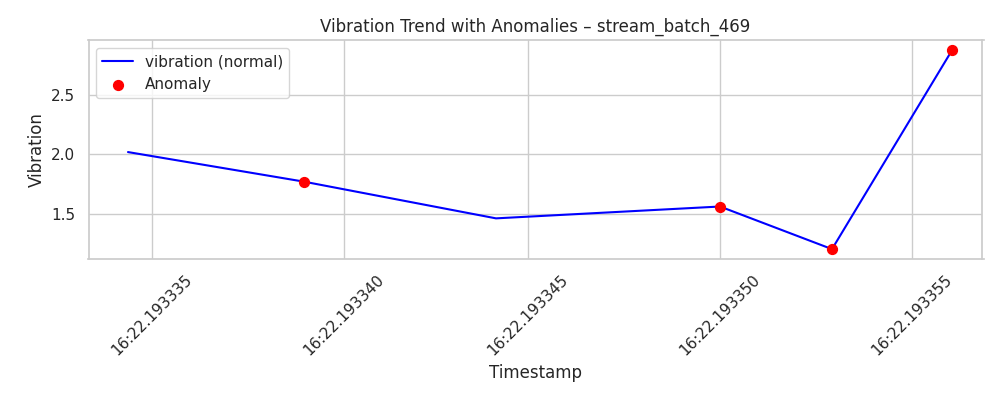 Vibration Trend with Anomalies – stream_batch_469
vibration (normal)
Anomaly
Vibration
2.5
2.0
1.5
16:22.193335
16:22.193340
16:22.193345
16:22.193350
16:22.193355
Timestamp